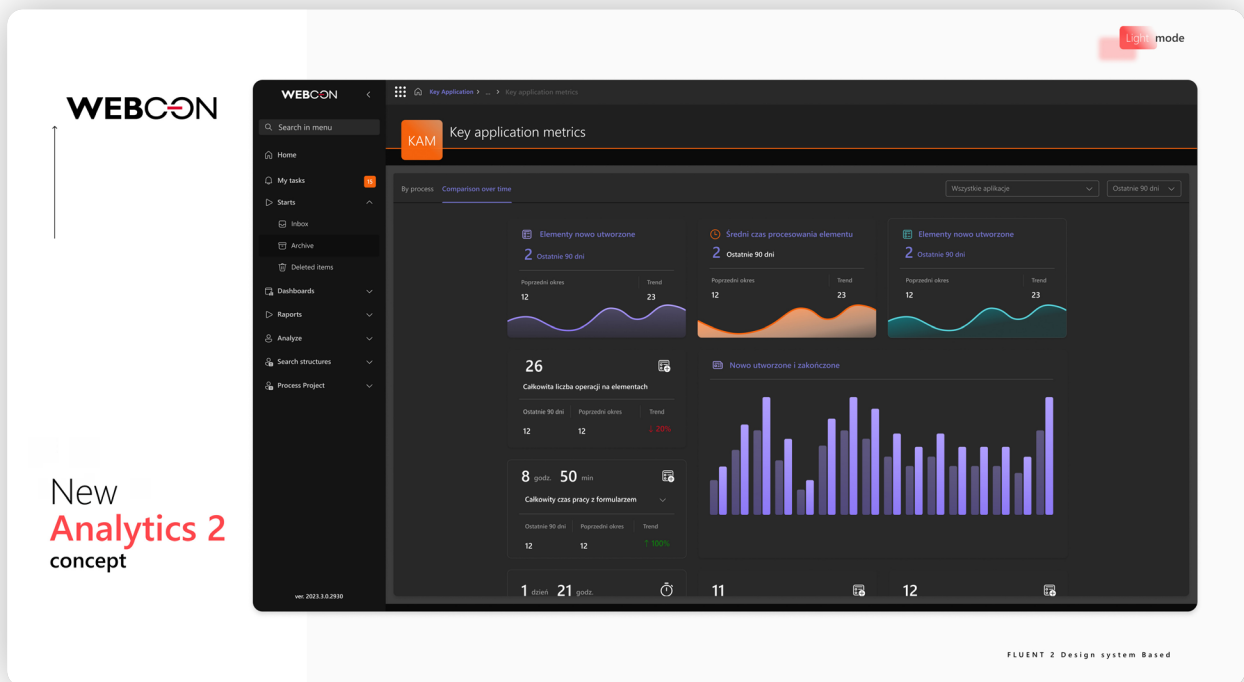 Light mode
WEBCON
New
Analytics 2
concept
WEBCON
Search in menu
Home
My tasks 15
Starts
Inbox
Archive
Deleted items
Dashboards
Raports
Analyze
Search structures
Process Project
ver. 2023.3.0.2930
Key Application > ... > Key application metrics
KAM Key application metrics
By process Comparison over time
Wszystkie aplikacje Ostatnie 90 dni
Elementy nowo utworzone
2 Ostatnie 90 dni
Poprzedni okres Trend
12 23
Średni czas procesowania elementu
2 Ostatnie 90 dni
Poprzedni okres Trend
12 23
Elementy nowo utworzone
2 Ostatnie 90 dni
Poprzedni okres Trend
12 23
26
Całkowita liczba operacji na elementach
Ostatnie 90 dni Poprzedni okres Trend
12 12 ↓ 20%
Nowo utworzone i zakończone
8 godz. 50 min
Całkowity czas pracy z formularzem
Ostatnie 90 dni Poprzedni okres Trend
12 12 ↑ 100%
1 dzień 21 godz.
11
12
FLUENT 2 Design system Based